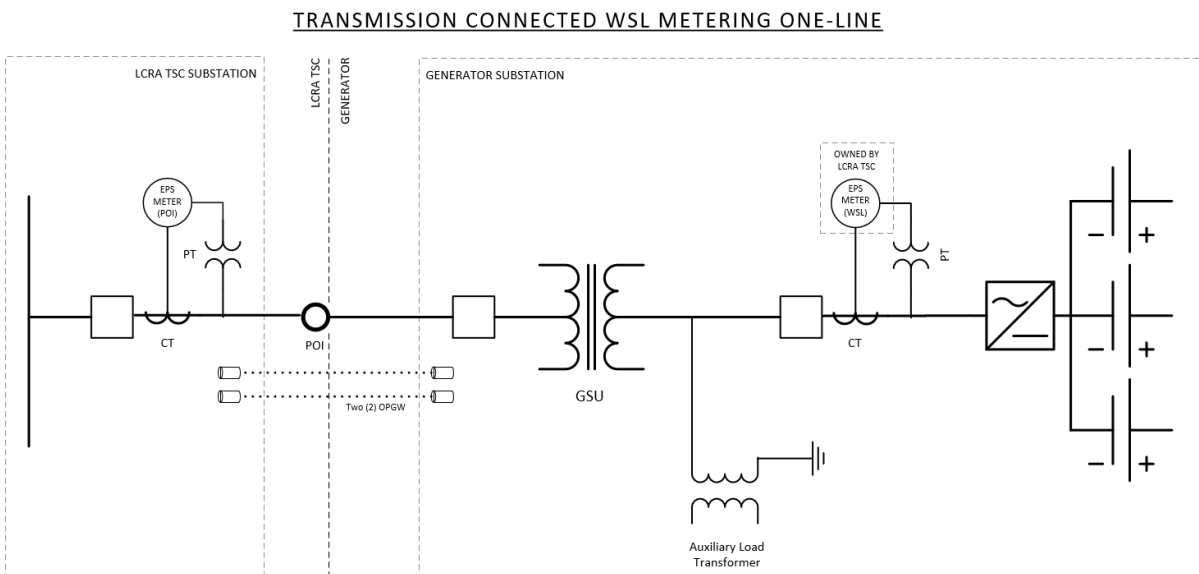 TRANSMISSION CONNECTED WSL METERING ONE-LINE
LCRA TSC SUBSTATION
LCRA TSC
GENERATOR
GENERATOR SUBSTATION
EPS
METER
(POI)
PT
CT
POI
Two (2) OPGW
GSU
OWNED BY
LCRA TSC
EPS
METER
(WSL)
PT
CT
Auxiliary Load
Transformer
− +
− +
− +